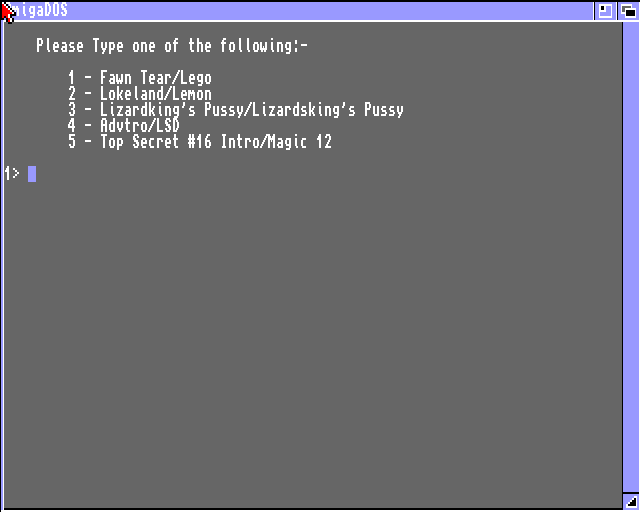 migaDOS
Please Type one of the following:-
1 - Fawn Tear/Lego
2 - Lokeland/Lemon
3 - Lizardking's Pussy/Lizardsking's Pussy
4 - Advtro/LSD
5 - Top Secret #16 Intro/Magic 12
1>